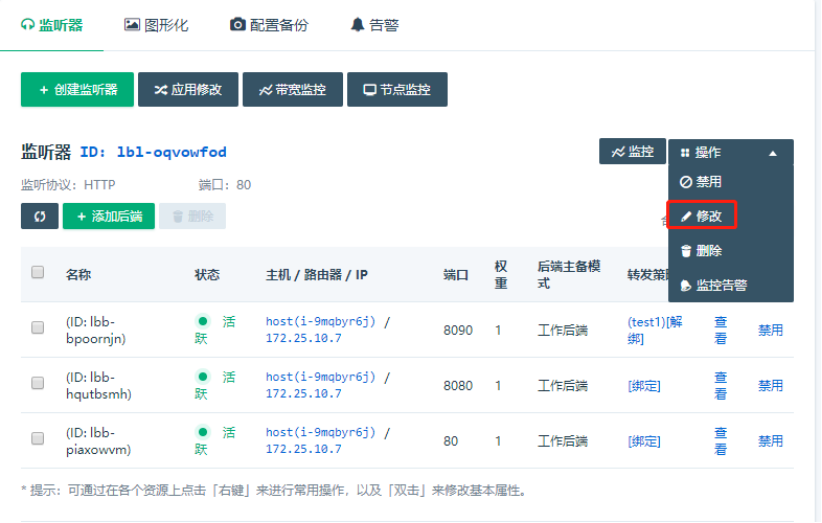 监听器 图形化 配置备份 告警
+ 创建监听器 应用修改 带宽监控 节点监控
监听器 ID: lbl-oqvowfod 监控 操作
禁用
监听协议: HTTP 端口: 80
+ 添加后端 删除 修改
删除
名称 状态 主机 / 路由器 / IP 端口 权重 后端主备模式 转发策
监控告警
(ID: lbb-bpoornjn) 活跃 host(i-9mqbyr6j) / 172.25.10.7 8090 1 工作后端 (test1)[解绑] 查看 禁用
(ID: lbb-hqutbsmh) 活跃 host(i-9mqbyr6j) / 172.25.10.7 8080 1 工作后端 [绑定] 查看 禁用
(ID: lbb-piaxowvm) 活跃 host(i-9mqbyr6j) / 172.25.10.7 80 1 工作后端 [绑定] 查看 禁用
* 提示: 可通过在各个资源上点击「右键」来进行常用操作，以及「双击」来修改基本属性。